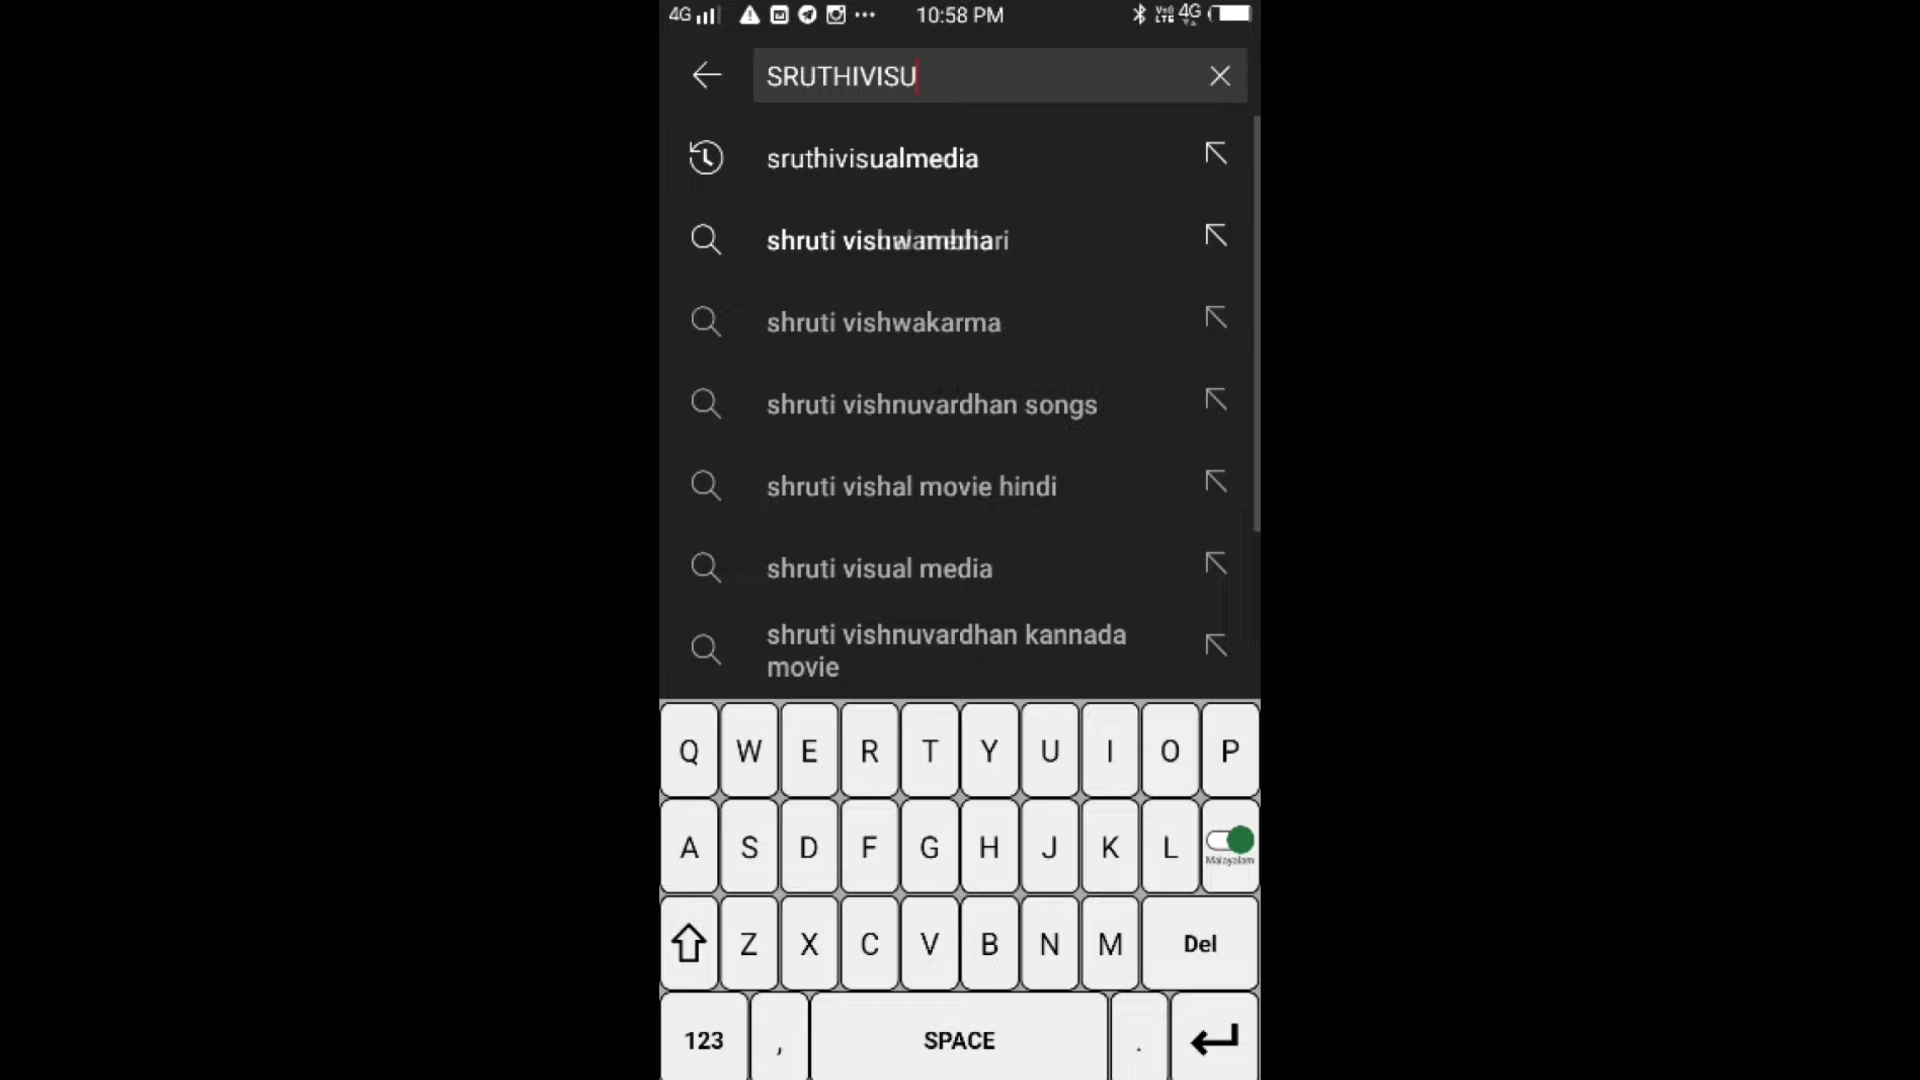 4G 10:58 PM 4G
SRUTHIVISU
sruthivisualmedia
shruti
shruti vishwakarma
shruti vishnuvardhan songs
shruti vishal movie hindi
shruti visual media
shruti vishnuvardhan kannada
movie
Q W E R T Y U I O P
A S D F G H J K L Malayalam
Z X C V B N M Del
123 , SPACE .